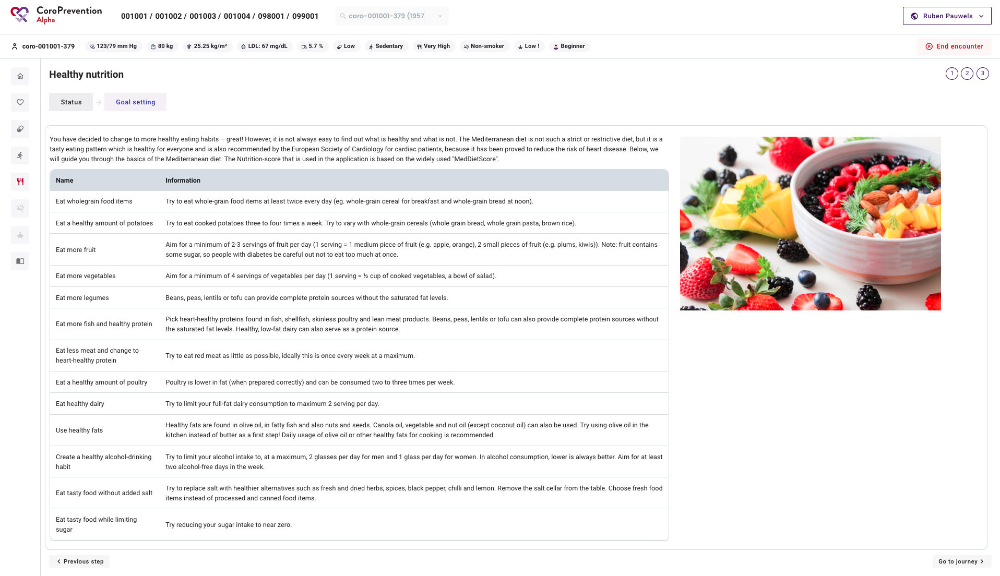 CoroPrevention
Alpha
001001 / 001002 / 001003 / 001004 / 098001 / 099001
coro-001001-379 (1957
Ruben Pauwels
coro-001001-379
123/79 mm Hg
80 kg
25.25 kg/m²
LDL: 67 mg/dL
5.7 %
Low
Sedentary
Very High
Non-smoker
Low !
Beginner
End encounter
Healthy nutrition
1
2
3
Status
Goal setting
You have decided to change to more healthy eating habits – great! However, it is not always easy to find out what is healthy and what is not. The Mediterranean diet is not such a strict or restrictive diet, but it is a
tasty eating pattern which is healthy for everyone and is also recommended by the European Society of Cardiology for cardiac patients, because it has been proved to reduce the risk of heart disease. Below, we
will guide you through the basics of the Mediterranean diet. The Nutrition-score that is used in the application is based on the widely used "MedDietScore".
Name
Information
Eat wholegrain food items
Try to eat whole-grain food items at least twice every day (eg. whole-grain cereal for breakfast and whole-grain bread at noon).
Eat a healthy amount of potatoes
Try to eat cooked potatoes three to four times a week. Try to vary with whole-grain cereals (whole grain bread, whole grain pasta, brown rice).
Eat more fruit
Aim for a minimum of 2-3 servings of fruit per day (1 serving = 1 medium piece of fruit (e.g. apple, orange), 2 small pieces of fruit (e.g. plums, kiwis)). Note: fruit contains
some sugar, so people with diabetes be careful out not to eat too much at once.
Eat more vegetables
Aim for a minimum of 4 servings of vegetables per day (1 serving = ½ cup of cooked vegetables, a bowl of salad).
Eat more legumes
Beans, peas, lentils or tofu can provide complete protein sources without the saturated fat levels.
Eat more fish and healthy protein
Pick heart-healthy proteins found in fish, shellfish, skinless poultry and lean meat products. Beans, peas, lentils or tofu can also provide complete protein sources without
the saturated fat levels. Healthy, low-fat dairy can also serve as a protein source.
Eat less meat and change to
heart-healthy protein
Try to eat red meat as little as possible, ideally this is once every week at a maximum.
Eat a healthy amount of poultry
Poultry is lower in fat (when prepared correctly) and can be consumed two to three times per week.
Eat healthy dairy
Try to limit your full-fat dairy consumption to maximum 2 serving per day.
Use healthy fats
Healthy fats are found in olive oil, in fatty fish and also nuts and seeds. Canola oil, vegetable and nut oil (except coconut oil) can also be used. Try using olive oil in the
kitchen instead of butter as a first step! Daily usage of olive oil or other healthy fats for cooking is recommended.
Create a healthy alcohol-drinking
habit
Try to limit your alcohol intake to, at a maximum, 2 glasses per day for men and 1 glass per day for women. In alcohol consumption, lower is always better. Aim for at least
two alcohol-free days in the week.
Eat tasty food without added salt
Try to replace salt with healthier alternatives such as fresh and dried herbs, spices, black pepper, chilli and lemon. Remove the salt cellar from the table. Choose fresh food
items instead of processed and canned food items.
Eat tasty food while limiting
sugar
Try reducing your sugar intake to near zero.
Previous step
Go to journey